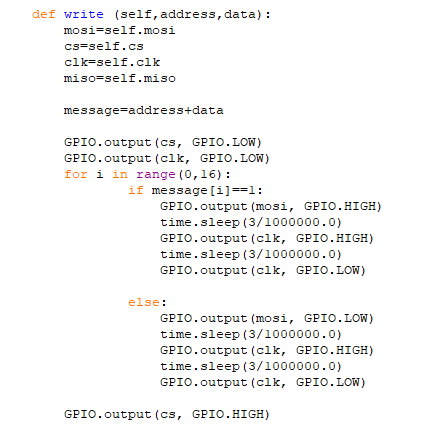 def write (self,address,data):
    mosi=self.mosi
    cs=self.cs
    clk=self.clk
    miso=self.miso

    message=address+data

    GPIO.output(cs, GPIO.LOW)
    GPIO.output(clk, GPIO.LOW)
    for i in range(0,16):
            if message[i]==1:
                GPIO.output(mosi, GPIO.HIGH)
                time.sleep(3/1000000.0)
                GPIO.output(clk, GPIO.HIGH)
                time.sleep(3/1000000.0)
                GPIO.output(clk, GPIO.LOW)

            else:
                GPIO.output(mosi, GPIO.LOW)
                time.sleep(3/1000000.0)
                GPIO.output(clk, GPIO.HIGH)
                time.sleep(3/1000000.0)
                GPIO.output(clk, GPIO.LOW)

    GPIO.output(cs, GPIO.HIGH)